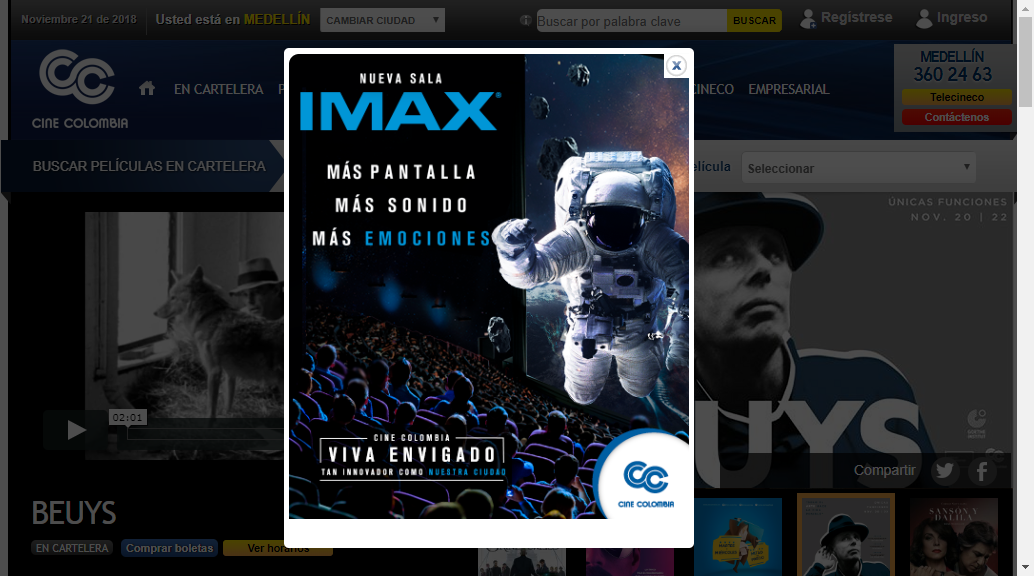 Noviembre 21 de 2018
Usted está en MEDELLÍN
CAMBIAR CIUDAD
Buscar por palabra clave
BUSCAR
Registrese
Ingreso
CINE COLOMBIA
EN CARTELERA
CINECO
EMPRESARIAL
MEDELLÍN
360 24 63
Telecineco
Contáctenos
BUSCAR PELÍCULAS EN CARTELERA
elícula
Seleccionar
NUEVA SALA
IMAX®
MÁS PANTALLA
MÁS SONIDO
MÁS EMOCIONES
CINE COLOMBIA
VIVA ENVIGADO
TAN INNOVADOR COMO NUESTRA CIUDAD
CINE COLOMBIA
ÚNICAS FUNCIONES
NOV. 20 | 22
02:01
UYS
Compartir
BEUYS
EN CARTELERA
Comprar boletas
Ver horarios
SANSÓN Y
DALILA